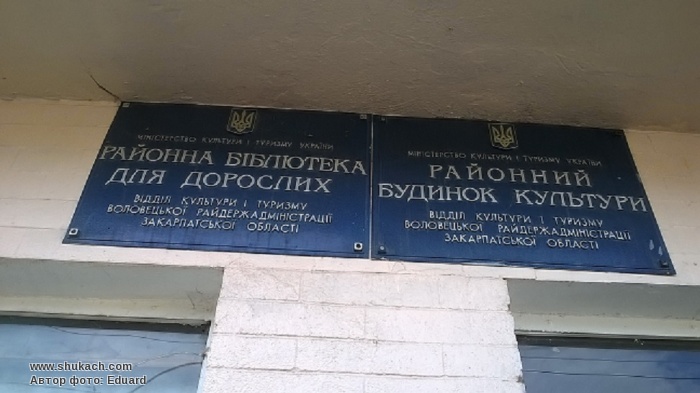 МІНІСТЕРСТВО КУЛЬТУРИ І ТУРИЗМУ УКРАЇНИ
РАЙОННА БІБЛІОТЕКА
ДЛЯ ДОРОСЛИХ
ВІДДІЛ КУЛЬТУРИ І ТУРИЗМУ
ВОЛОВЕЦЬКОЇ РАЙДЕРЖАДМІНІСТРАЦІЇ
ЗАКАРПАТСЬКОЇ ОБЛАСТІ
МІНІСТЕРСТВО КУЛЬТУРИ І ТУРИЗМУ УКРАЇНИ
РАЙОННИЙ
БУДИНОК КУЛЬТУРИ
ВІДДІЛ КУЛЬТУРИ І ТУРИЗМУ
ВОЛОВЕЦЬКОЇ РАЙДЕРЖАДМІНІСТРАЦІЇ
ЗАКАРПАТСЬКОЇ ОБЛАСТІ
www.shukach.com
Автор фото: Eduard